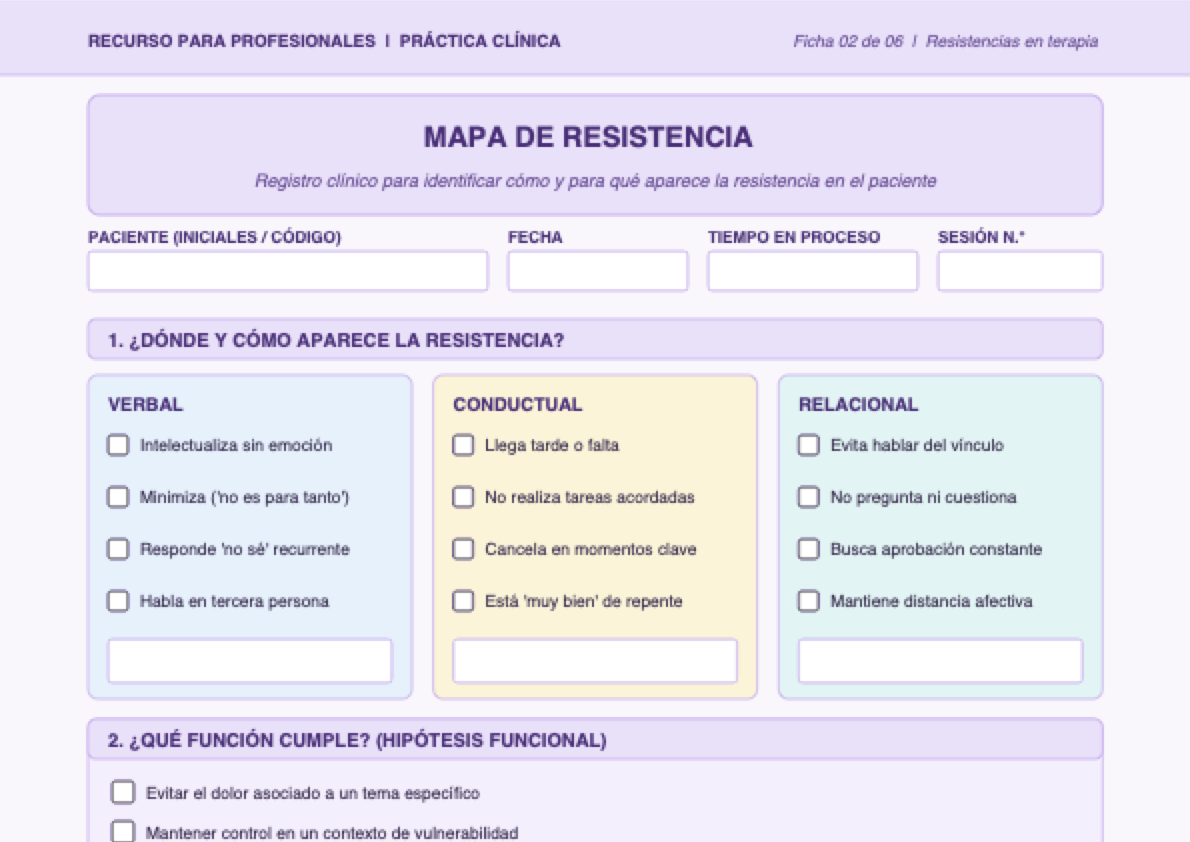 RECURSO PARA PROFESIONALES | PRÁCTICA CLÍNICA
Ficha 02 de 06 | Resistencias en terapia
MAPA DE RESISTENCIA
Registro clínico para identificar cómo y para qué aparece la resistencia en el paciente
PACIENTE (INICIALES / CÓDIGO)
FECHA
TIEMPO EN PROCESO
SESIÓN N.°
1. ¿DÓNDE Y CÓMO APARECE LA RESISTENCIA?
VERBAL
Intelectualiza sin emoción
Minimiza ('no es para tanto')
Responde 'no sé' recurrente
Habla en tercera persona
CONDUCTUAL
Llega tarde o falta
No realiza tareas acordadas
Cancela en momentos clave
Está 'muy bien' de repente
RELACIONAL
Evita hablar del vínculo
No pregunta ni cuestiona
Busca aprobación constante
Mantiene distancia afectiva
2. ¿QUÉ FUNCIÓN CUMPLE? (HIPÓTESIS FUNCIONAL)
Evitar el dolor asociado a un tema específico
Mantener control en un contexto de vulnerabilidad